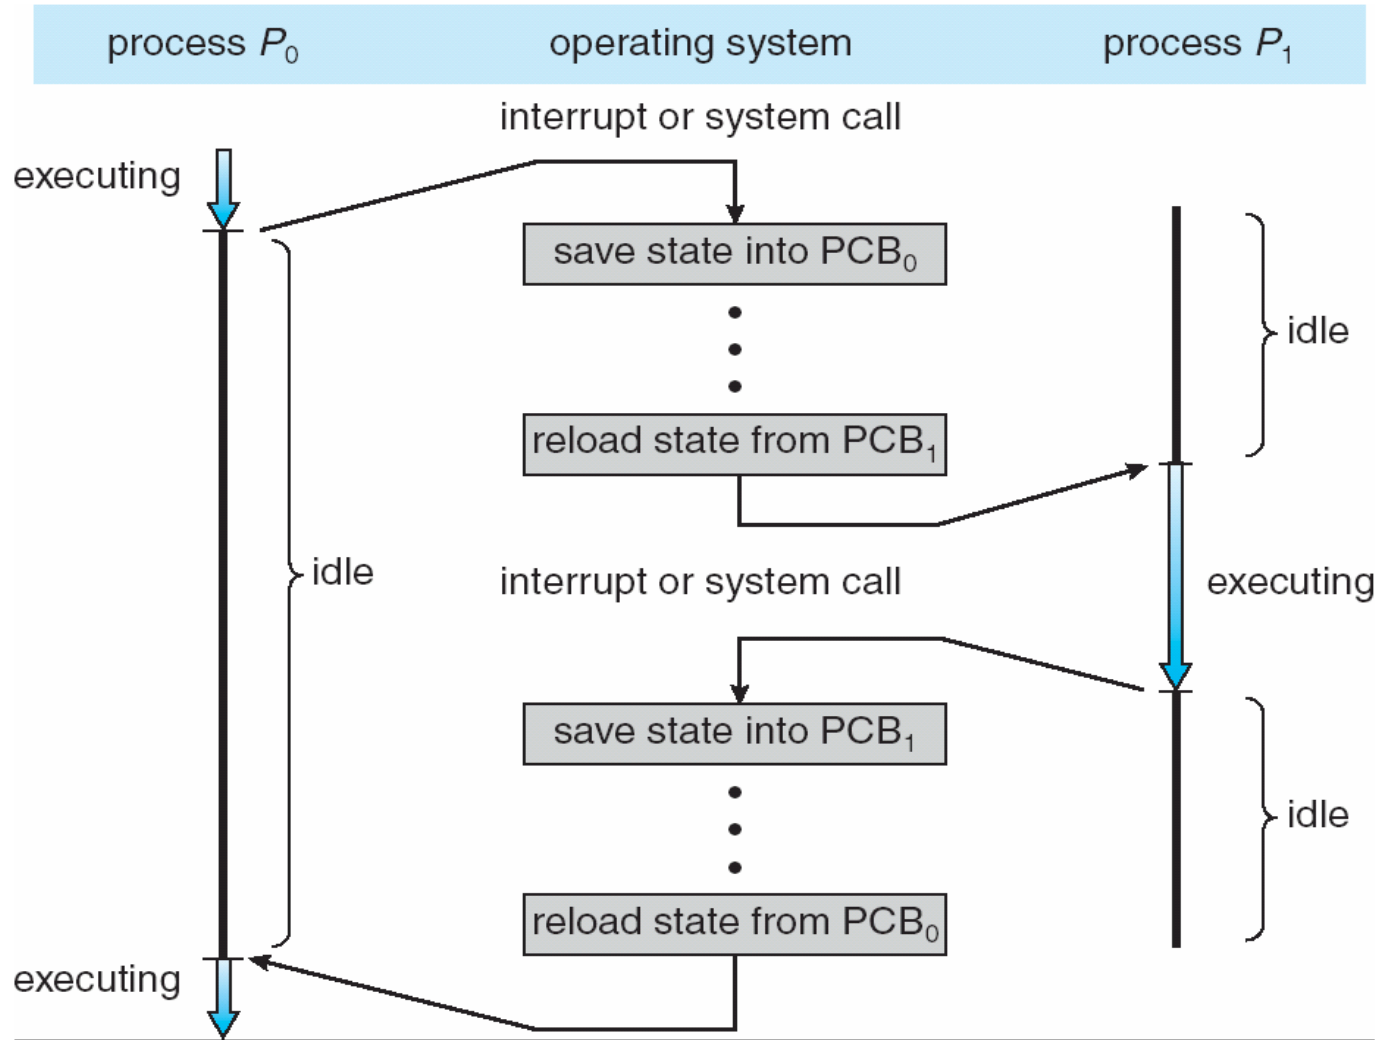 process P₀ operating system process P₁
interrupt or system call
executing
save state into PCB₀
idle
reload state from PCB₁
idle
interrupt or system call
executing
save state into PCB₁
idle
reload state from PCB₀
executing